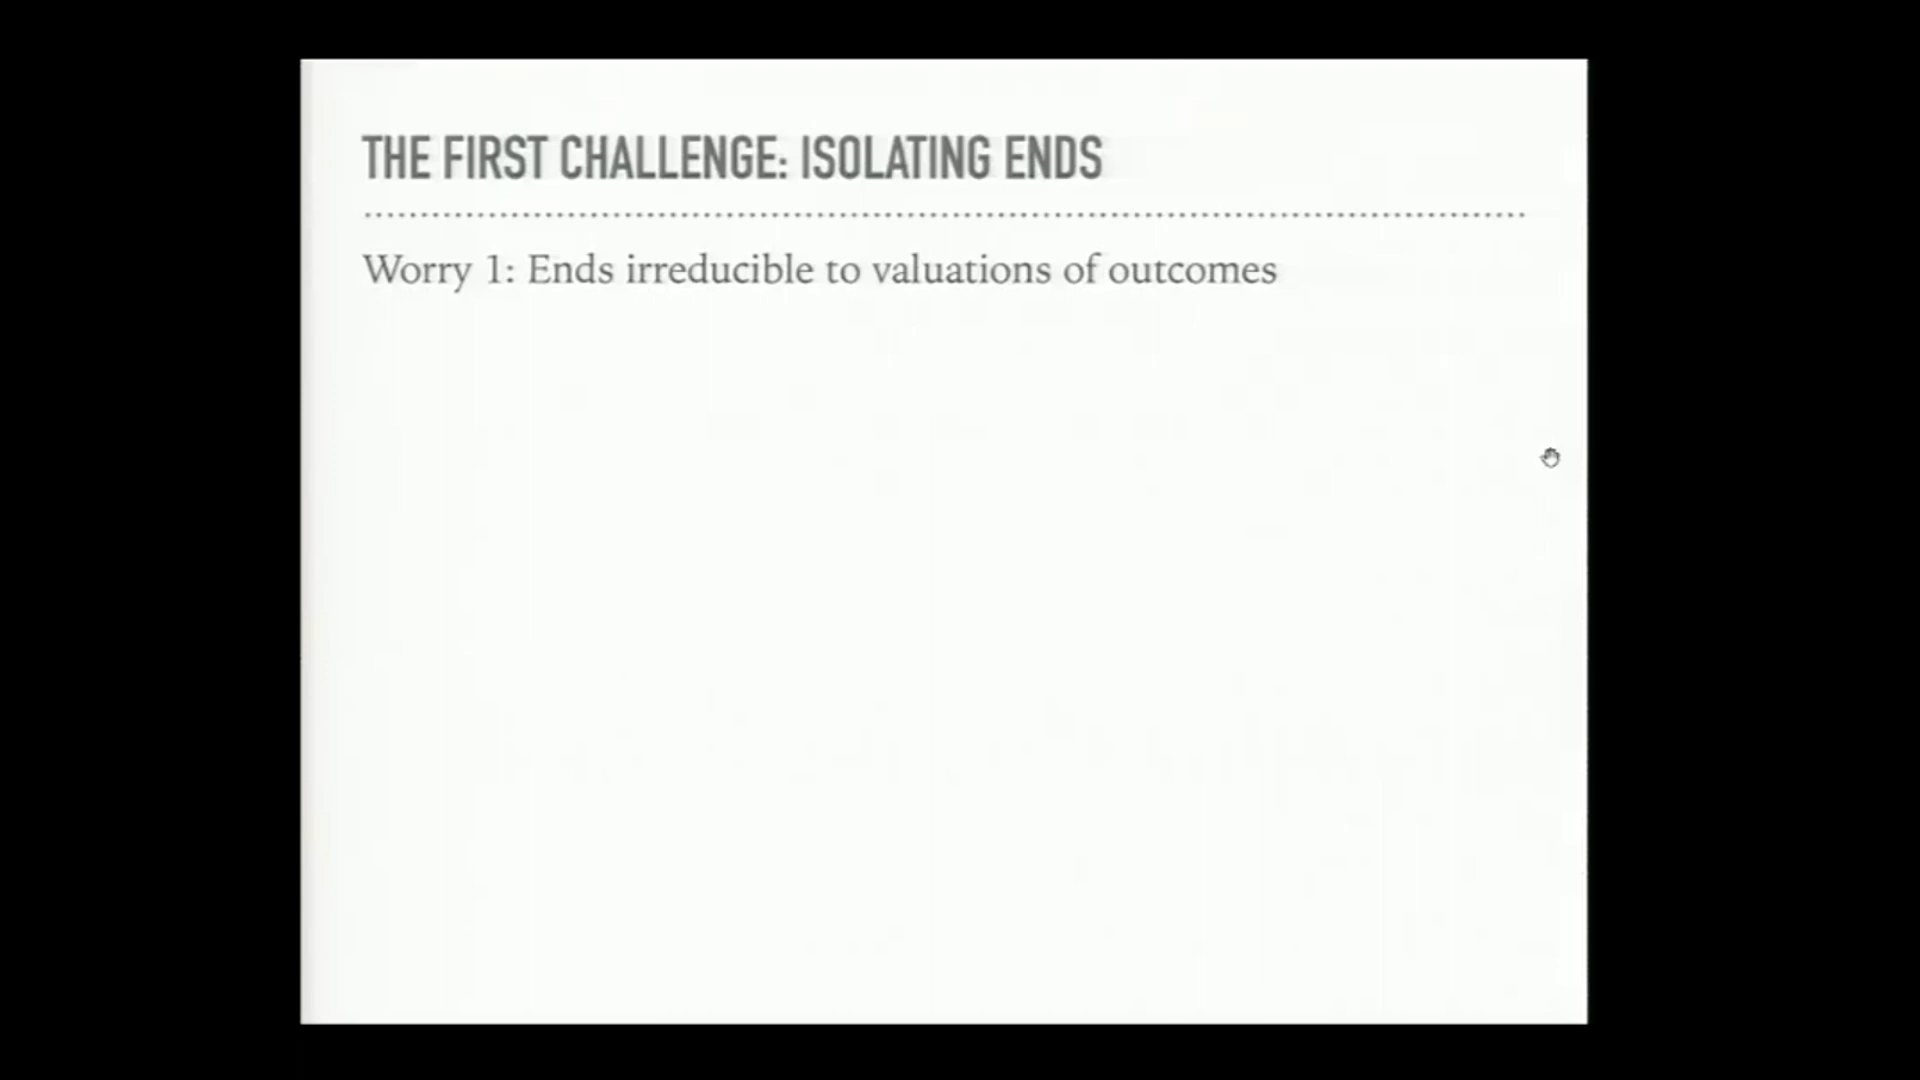 THE FIRST CHALLENGE: ISOLATING ENDS
Worry 1: Ends irreducible to valuations of outcomes